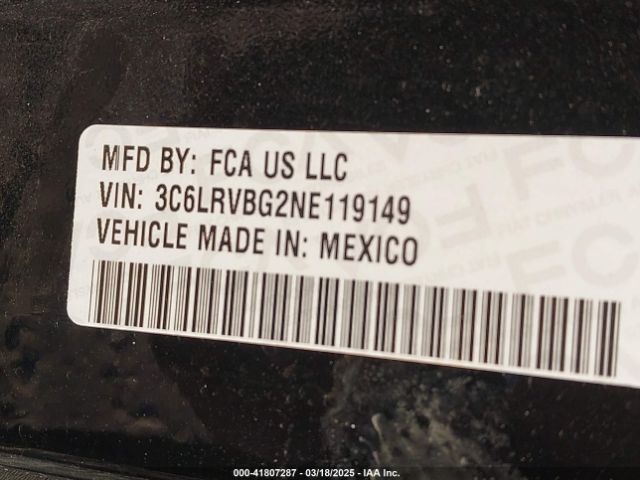 MFD BY: FCA US LLC
VIN: 3C6LRVBG2NE119149
VEHICLE MADE IN: MEXICO
000-41807287 - 03/18/2025 - IAA Inc.